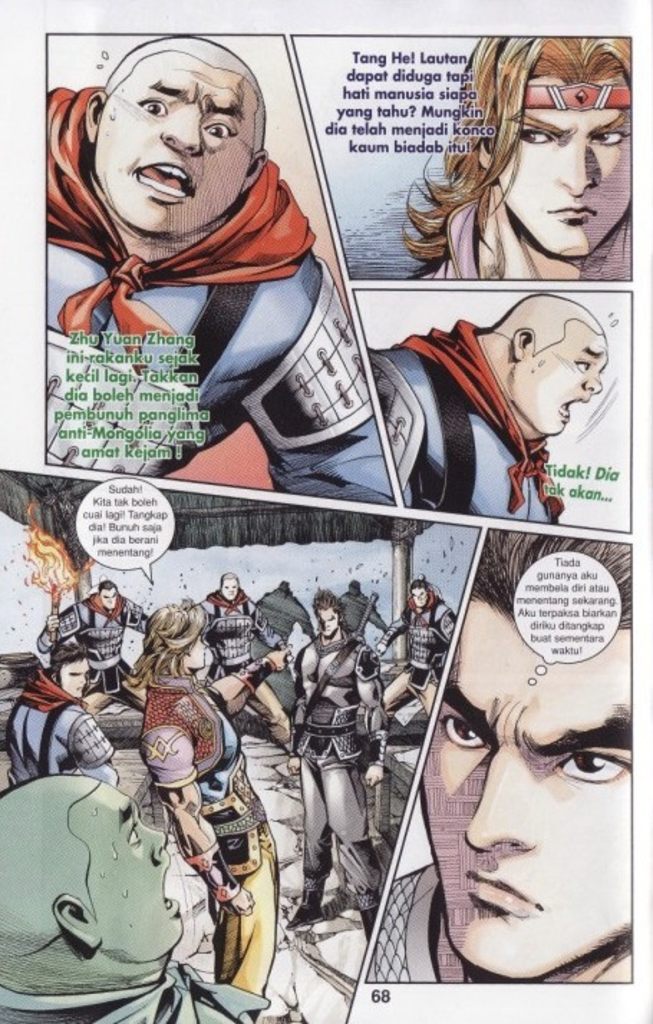 Zhu Yuan Zhang
ini rakanku sejak
kecil lagi. Takkan
dia boleh menjadi
pembunuh panglima
anti-Mongolia yang
amat kejam !
Tang He! Lautan
dapat diduga tapi
hati manusia siapa
yang tahu? Mungkin
dia telah menjadi konco
kaum biadab itu!
Tidak! Dia
tak akan...
Sudah!
Kita tak boleh
cuai lagi! Tangkap
dia! Bunuh saja
jika dia berani
menentang!
Tiada
gunanya aku
membela diri atau
menentang sekarang.
Aku terpaksa biarkan
diriku ditangkap
buat sementara
waktu!
68